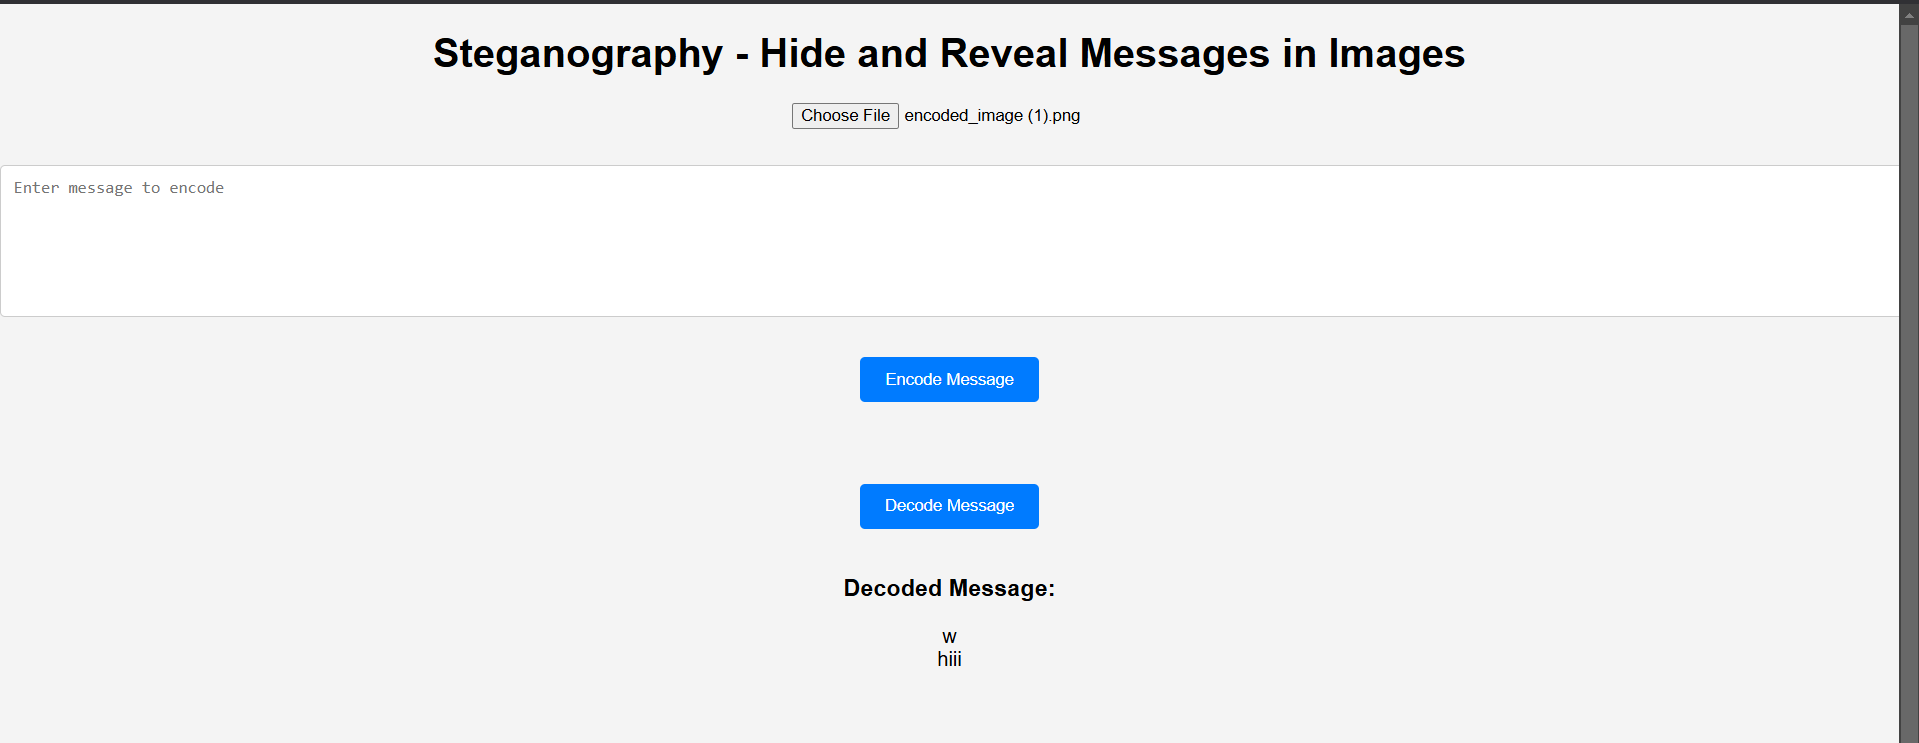 Steganography - Hide and Reveal Messages in Images
Choose File encoded_image (1).png
Enter message to encode
Encode Message
Decode Message
Decoded Message:
w
hiii